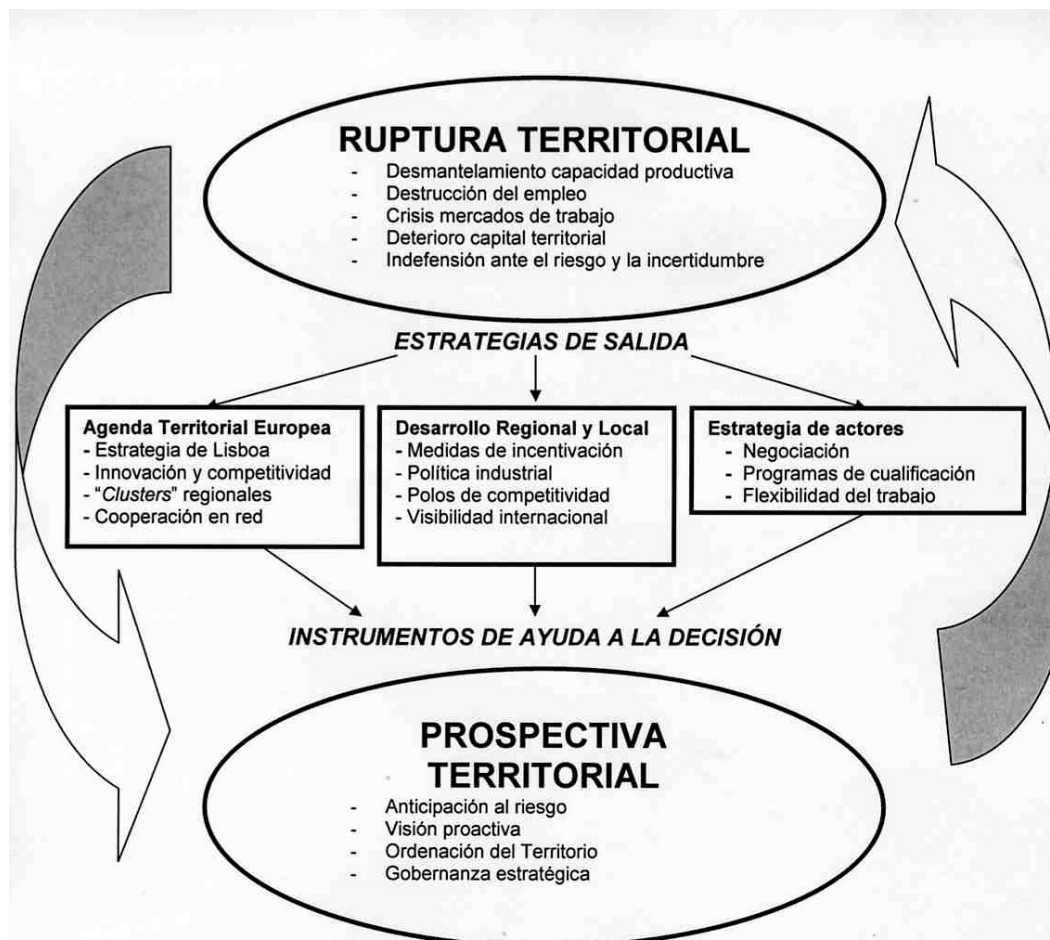 RUPTURA TERRITORIAL
- Desmantelamiento capacidad productiva
- Destrucción del empleo
- Crisis mercados de trabajo
- Deterioro capital territorial
- Indefensión ante el riesgo y la incertidumbre
ESTRATEGIAS DE SALIDA
Agenda Territorial Europea
- Estrategia de Lisboa
- Innovación y competitividad
- “Clusters” regionales
- Cooperación en red
Desarrollo Regional y Local
- Medidas de incentivación
- Política industrial
- Polos de competitividad
- Visibilidad internacional
Estrategia de actores
- Negociación
- Programas de cualificación
- Flexibilidad del trabajo
INSTRUMENTOS DE AYUDA A LA DECISIÓN
PROSPECTIVA
TERRITORIAL
- Anticipación al riesgo
- Visión proactiva
- Ordenación del Territorio
- Gobernanza estratégica